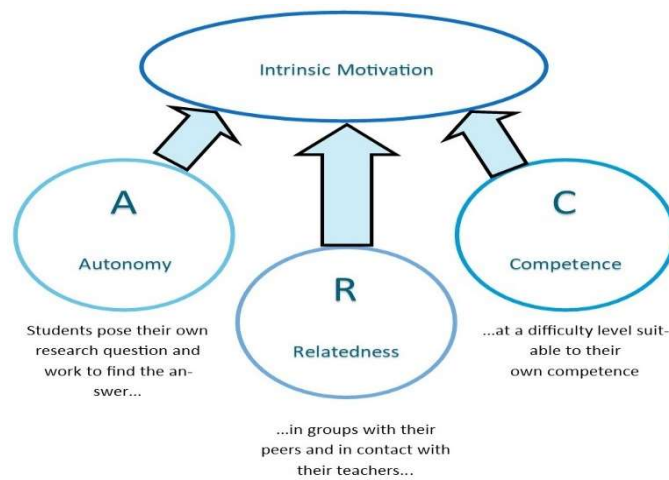 Intrinsic Motivation
A
Autonomy
Students pose their own
research question and
work to find the an-
swer...
R
Relatedness
...in groups with their
peers and in contact with
their teachers...
C
Competence
...at a difficulty level suit-
able to their
own competence